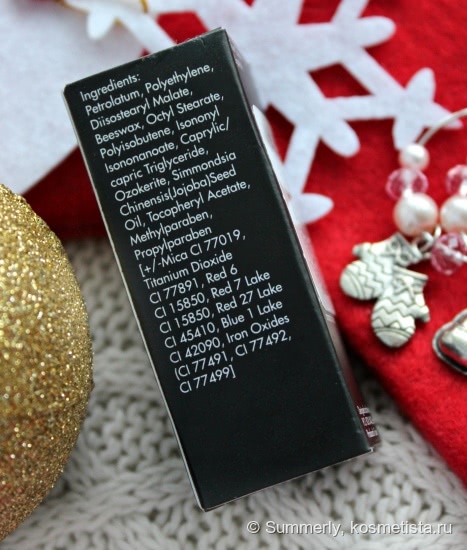 Ingredients:
Petrolatum, Polyethylene,
Diisostearyl Malate,
Beeswax, Octyl Stearate,
Polyisobutene, Isononyl
Isononanoate, Caprylic/
capric Triglyceride,
Ozokerite, Simmondsia
Chinensis(Jojoba)Seed
Oil, Tocopheryl Acetate,
Methylparaben,
Propylparaben
[+/-Mica CI 77019,
Titanium Dioxide
CI 77891, Red 6
CI 15850, Red 7 Lake
CI 15850, Red 27 Lake
CI 45410, Blue 1 Lake
CI 42090, Iron Oxides
(CI 77491, CI 77492,
CI 77499]
© Summerly, kosmetista.ru